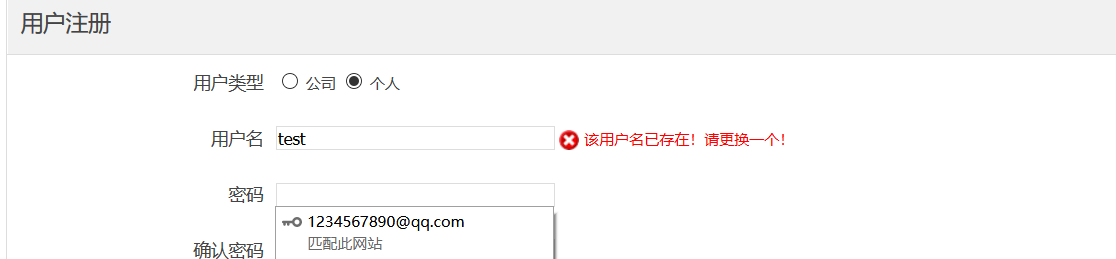 用户注册
用户类型 公司 个人
用户名 test 该用户名已存在！请更换一个！
密码
1234567890@qq.com
匹配此网站
确认密码